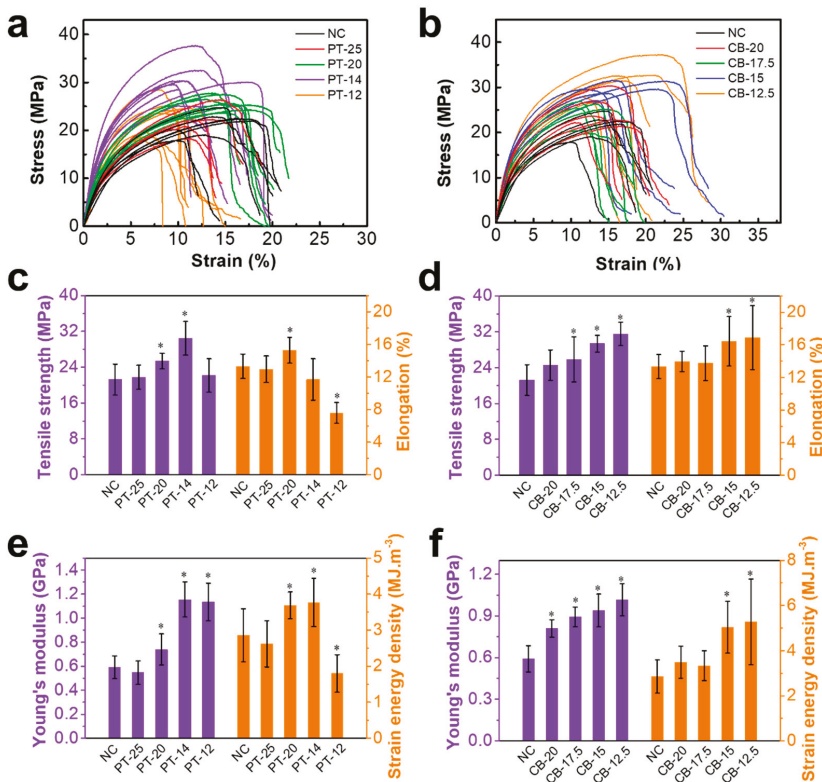 a
Stress (MPa)
40
30
20
10
0
0 5 10 15 20 25 30
Strain (%)
NC
PT-25
PT-20
PT-14
PT-12
b
Stress (MPa)
40
30
20
10
0
0 5 10 15 20 25 30 35
Strain (%)
NC
CB-20
CB-17.5
CB-15
CB-12.5
c
Tensile strength (MPa)
40
32
24
16
8
0
* * * *
NC PT-25 PT-20 PT-14 PT-12 NC PT-25 PT-20 PT-14 PT-12
20
16
12
8
4
0
Elongation (%)
d
Tensile strength (MPa)
40
32
24
16
8
0
* * * * *
NC CB-20 CB-17.5 CB-15 CB-12.5 NC CB-20 CB-17.5 CB-15 CB-12.5
20
16
12
8
4
0
Elongation (%)
e
Young's modulus (GPa)
1.4
1.2
1.0
0.8
0.6
0.4
0.2
0.0
* * * * * *
NC PT-25 PT-20 PT-14 PT-12 NC PT-25 PT-20 PT-14 PT-12
5
4
3
2
1
0
Strain energy density (MJ.m⁻³)
f
Young's modulus (GPa)
1.2
0.9
0.6
0.3
0.0
* * * * * *
NC CB-20 CB-17.5 CB-15 CB-12.5 NC CB-20 CB-17.5 CB-15 CB-12.5
8
6
4
2
0
Strain energy density (MJ.m⁻³)